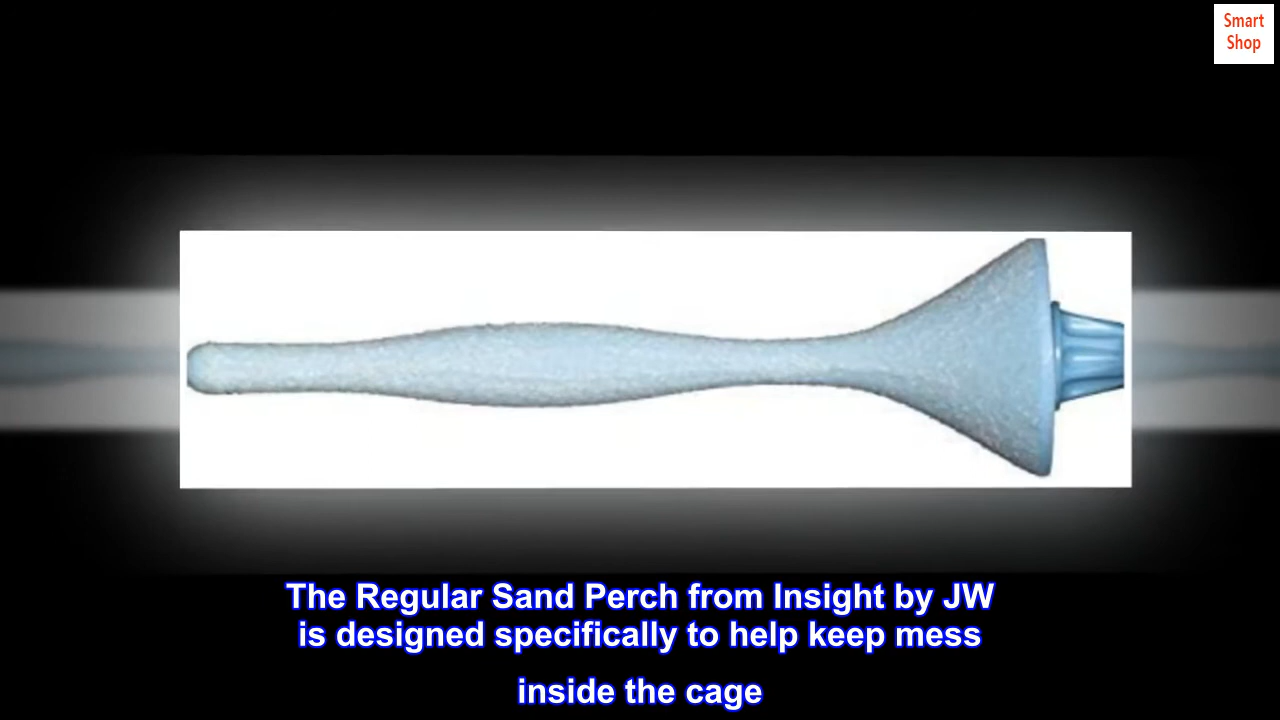 Smart
Shop
The Regular Sand Perch from Insight by JW
is designed specifically to help keep mess
inside the cage